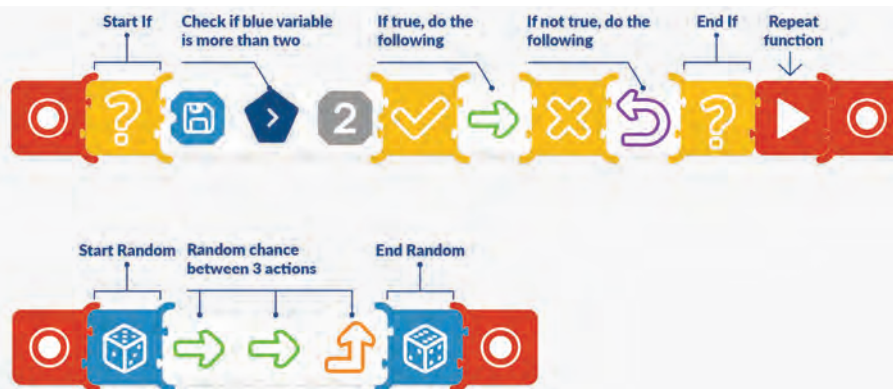 Start If
Check if blue variable
is more than two
If true, do the
following
If not true, do the
following
End If
Repeat
function
?
>
2
?
Start Random
Random chance
between 3 actions
End Random